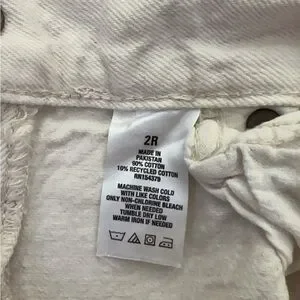 2R
MADE IN
PAKISTAN
90% COTTON
10% RECYCLED COTTON
RN154379
MACHINE WASH COLD
WITH LIKE COLORS
ONLY NON-CHLORINE BLEACH
WHEN NEEDED
TUMBLE DRY LOW
WARM IRON IF NEEDED